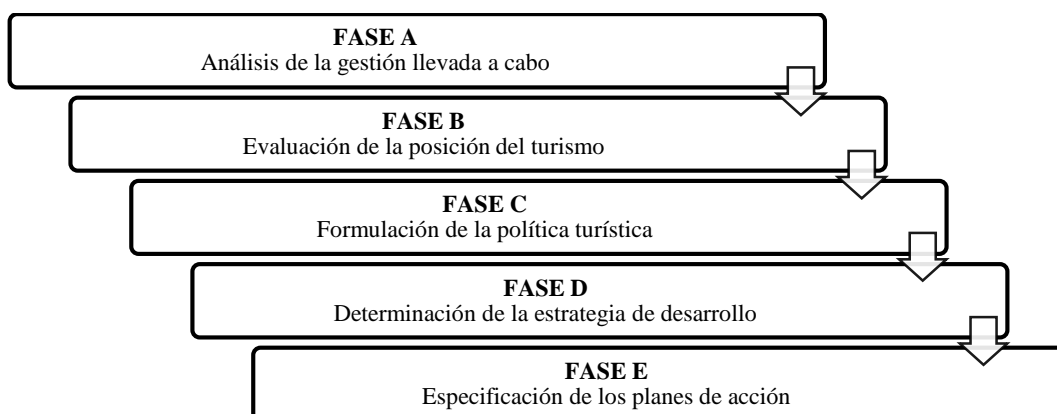 FASE A
Análisis de la gestión llevada a cabo
FASE B
Evaluación de la posición del turismo
FASE C
Formulación de la política turística
FASE D
Determinación de la estrategia de desarrollo
FASE E
Especificación de los planes de acción